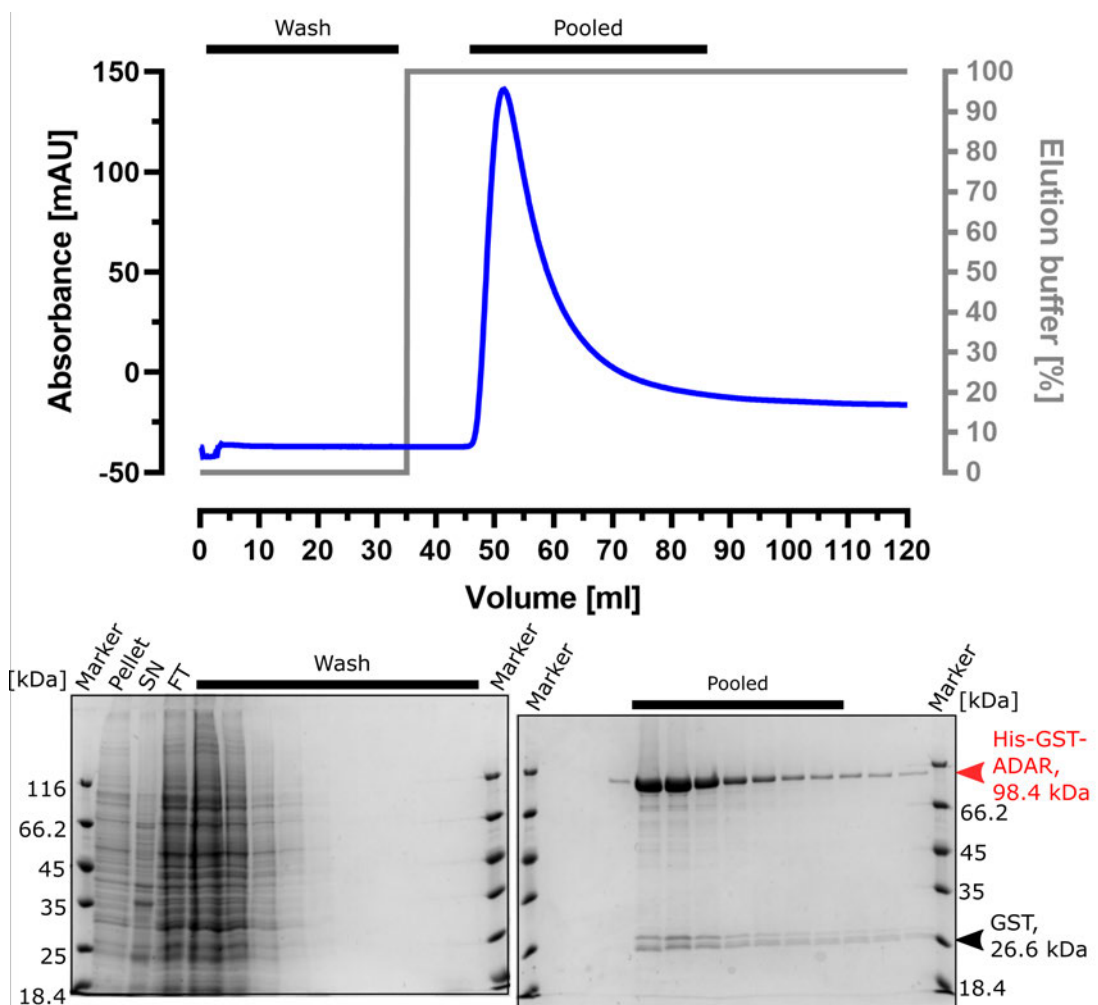 Wash
Pooled
150
100
50
0
-50
Absorbance [mAU]
100
90
80
70
60
50
40
30
20
10
0
Elution buffer [%]
0 10 20 30 40 50 60 70 80 90 100 110 120
Volume [ml]
[kDa]
Marker
Pellet
SN
FT
Wash
Marker
116
66.2
45
35
25
18.4
Marker
Pooled
Marker
[kDa]
His-GST-
ADAR,
98.4 kDa
66.2
45
35
GST,
26.6 kDa
18.4